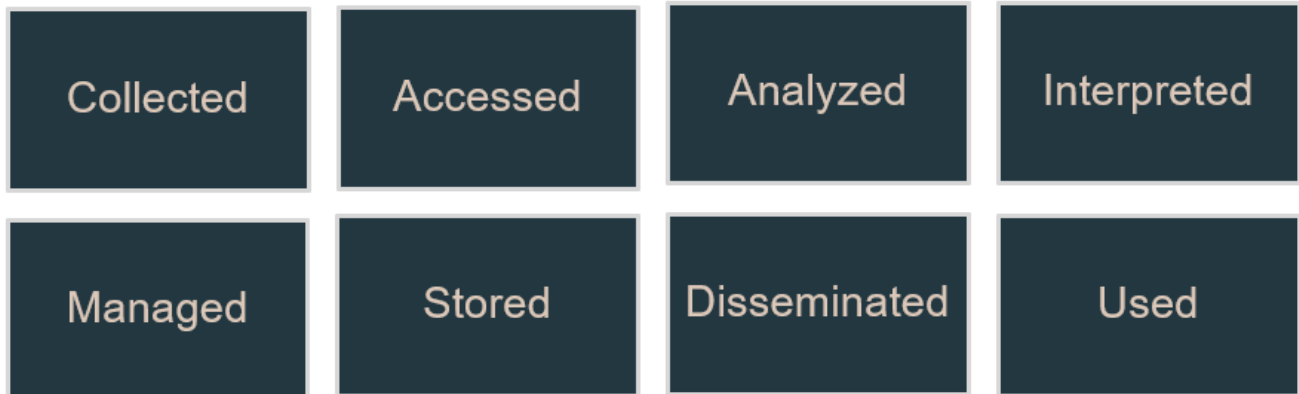 Collected
Accessed
Analyzed
Interpreted
Managed
Stored
Disseminated
Used